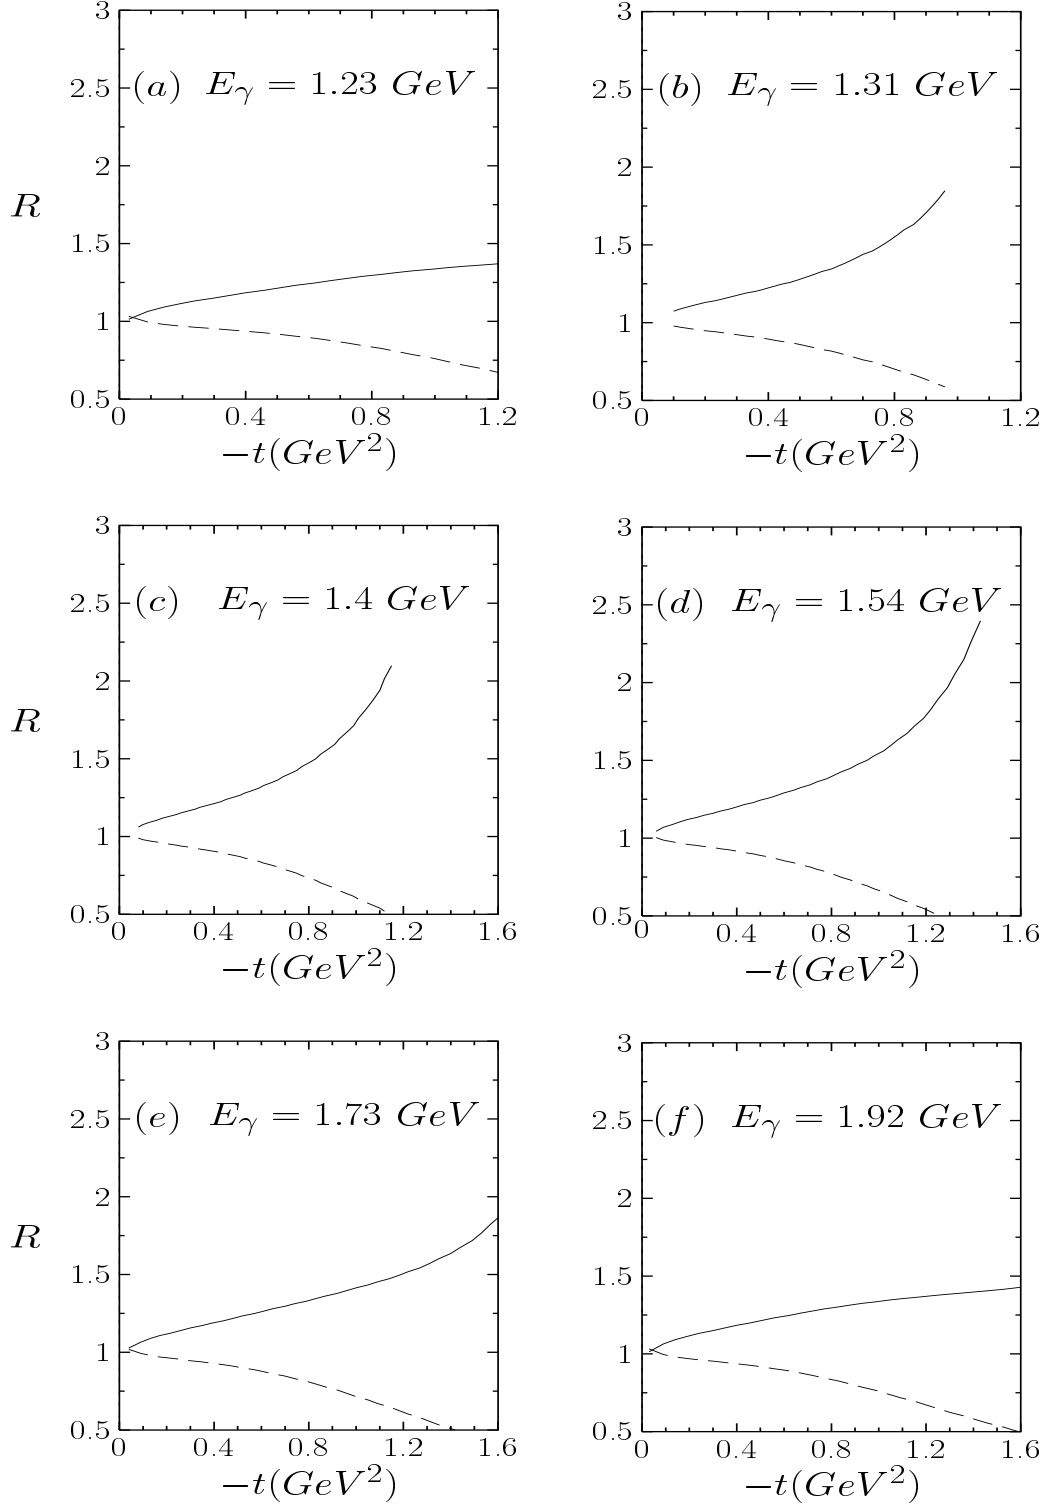 3
2.5
(a) Eγ = 1.23 GeV
2
R
1.5
1
0.5
0 0.4 0.8 1.2
−t(GeV²)
3
2.5
(b) Eγ = 1.31 GeV
2
1.5
1
0.5
0 0.4 0.8 1.2
−t(GeV²)
3
2.5
(c) Eγ = 1.4 GeV
2
R
1.5
1
0.5
0 0.4 0.8 1.2 1.6
−t(GeV²)
3
2.5
(d) Eγ = 1.54 GeV
2
1.5
1
0.5
0 0.4 0.8 1.2 1.6
−t(GeV²)
3
2.5
(e) Eγ = 1.73 GeV
2
R
1.5
1
0.5
0 0.4 0.8 1.2 1.6
−t(GeV²)
3
2.5
(f) Eγ = 1.92 GeV
2
1.5
1
0.5
0 0.4 0.8 1.2 1.6
−t(GeV²)